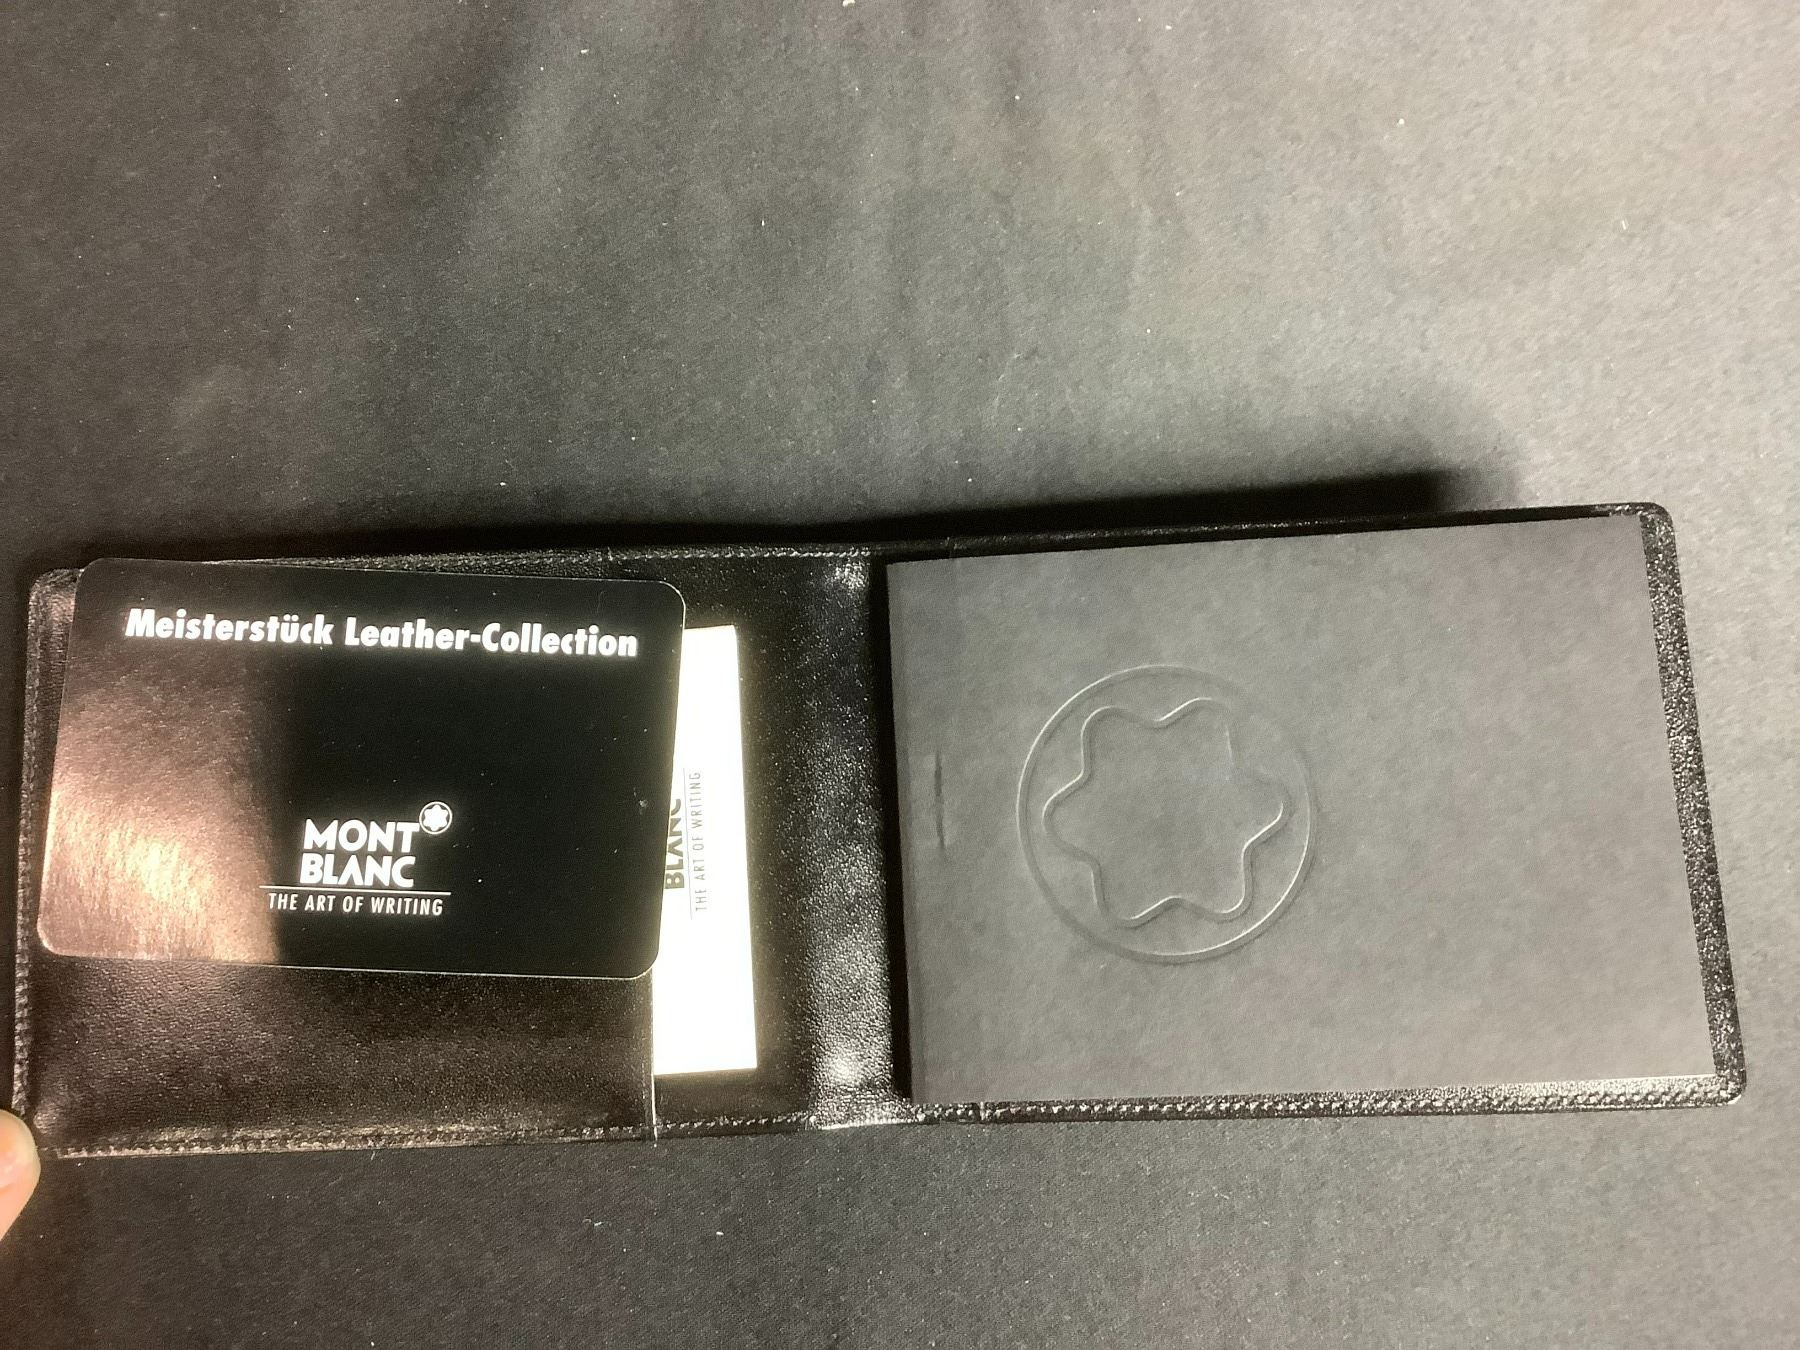 Meisterstück Leather-Collection
MONT
BLANC
THE ART OF WRITING
BLANC
THE ART OF WRITING